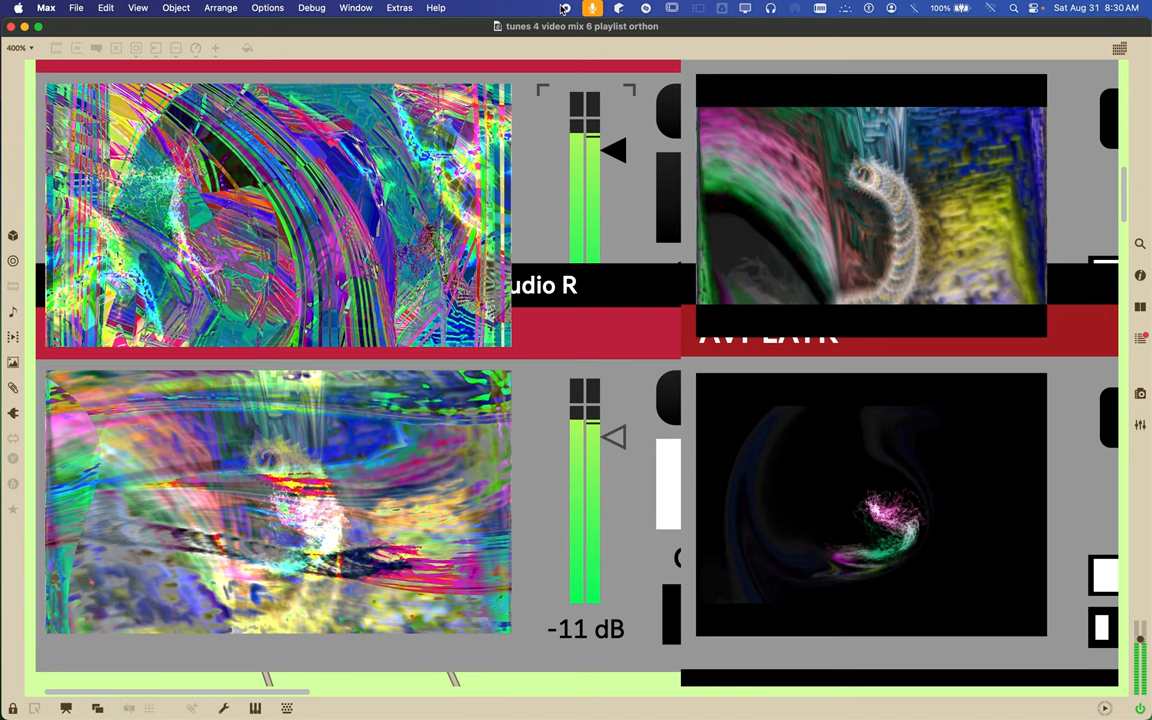 Max File Edit View Object Arrange Options Debug Window Extras Help 100% Sat Aug 31 8:30 AM
tunes 4 video mix 6 playlist orthon
400%
udio R
-11 dB